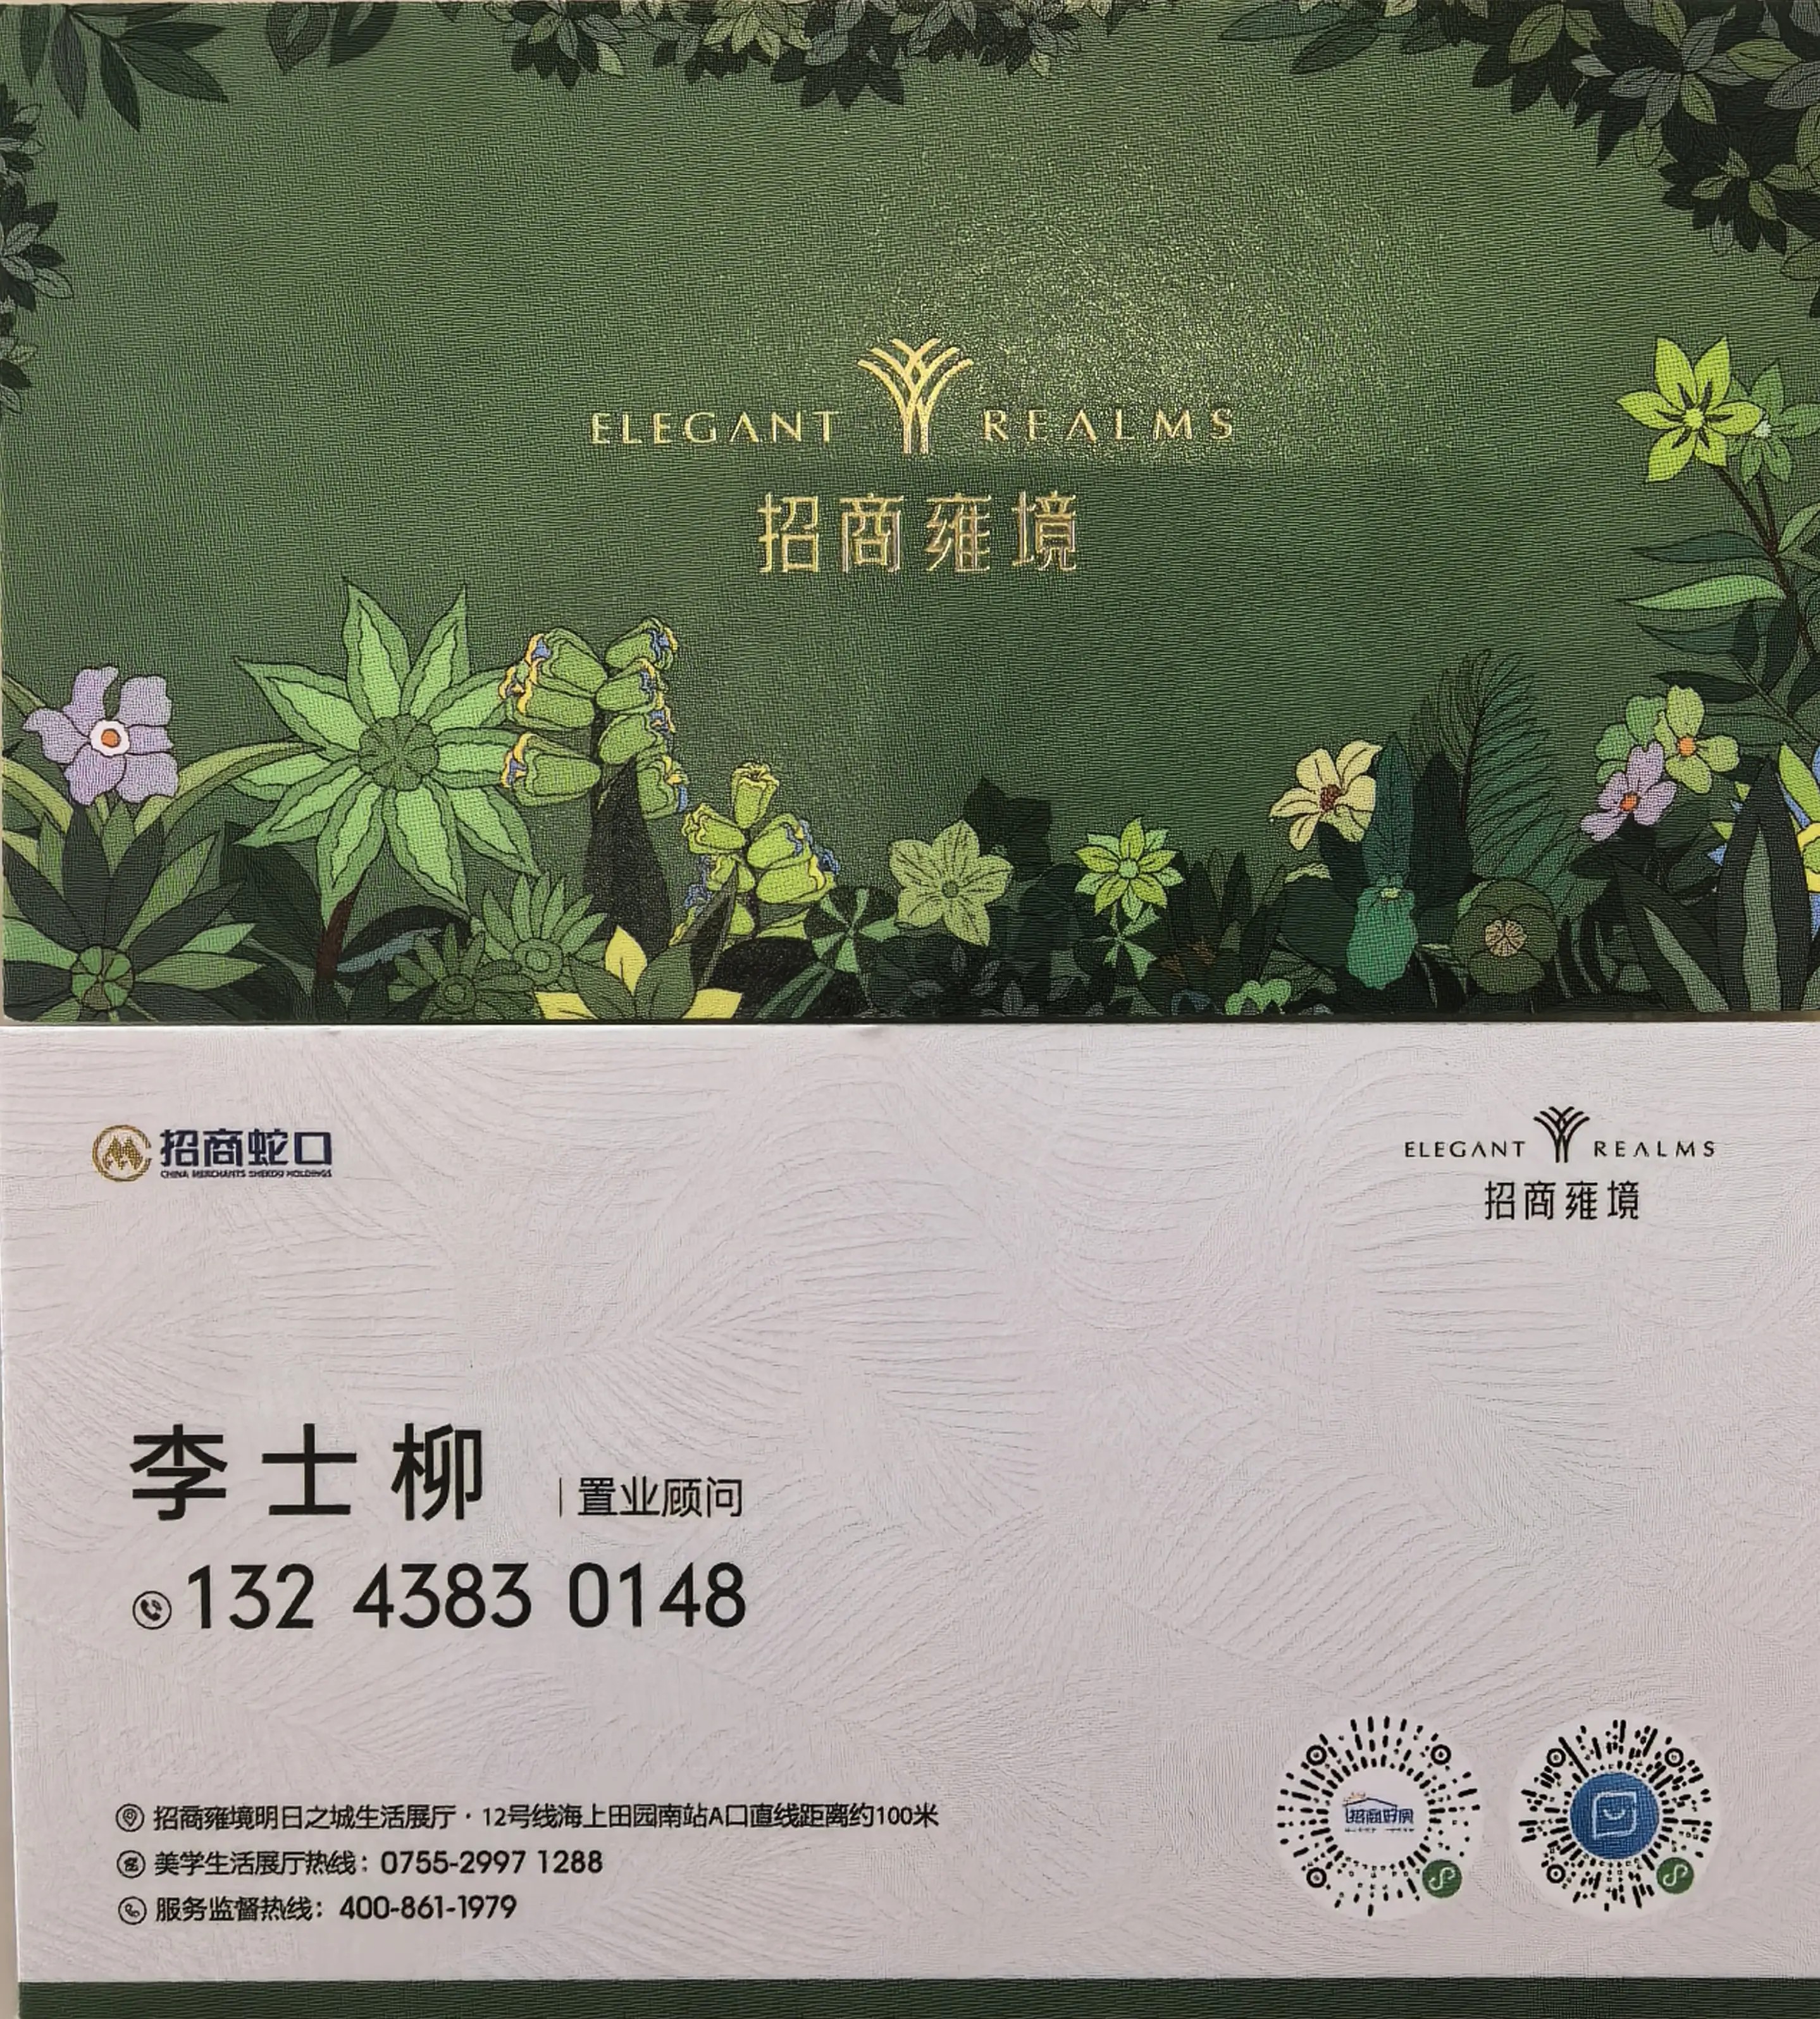 ELEGANT REALMS
招商雍境
招商蛇口
CHINA MERCHANTS SHEKOU HOLDINGS
ELEGANT REALMS
招商雍境
李士柳 | 置业顾问
132 4383 0148
招商雍境明日之城生活展厅 · 12号线海上田园南站A口直线距离约100米
美学生活展厅热线：0755-2997 1288
服务监督热线：400-861-1979
招商好房